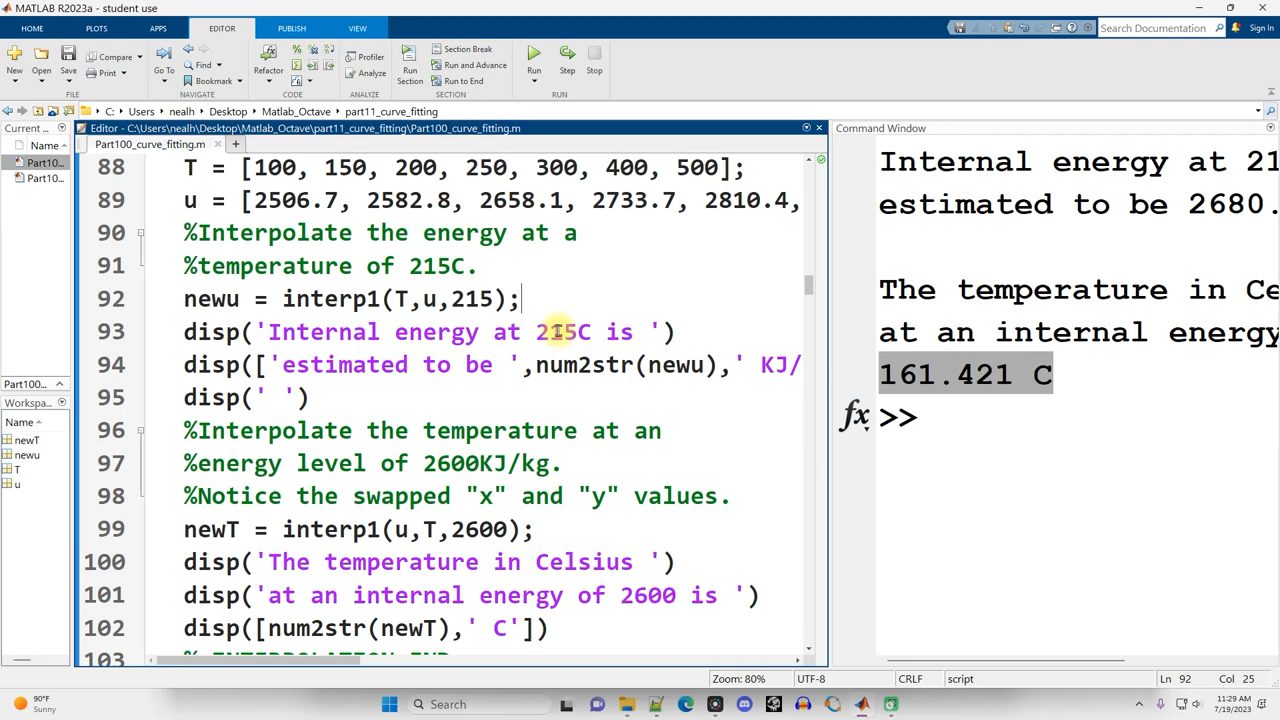 MATLAB R2023a - student use
HOME PLOTS APPS EDITOR PUBLISH VIEW
Search Documentation Sign In
New Open Save Compare Print Go To Find Bookmark Refactor Profiler Analyze Run Section Section Break Run and Advance Run to End Run Step Stop
FILE NAVIGATE CODE ANALYZE SECTION RUN
C: Users nealh Desktop Matlab_Octave part11_curve_fitting
Current ...
Name
Part10...
Part10...
Part100...
Workspa...
Name
newT
newu
T
u
Editor - C:\Users\nealh\Desktop\Matlab_Octave\part11_curve_fitting\Part100_curve_fitting.m
Part100_curve_fitting.m
88 T = [100, 150, 200, 250, 300, 400, 500];
89 u = [2506.7, 2582.8, 2658.1, 2733.7, 2810.4,
90 %Interpolate the energy at a
91 %temperature of 215C.
92 newu = interp1(T,u,215);
93 disp('Internal energy at 215C is ')
94 disp(['estimated to be ',num2str(newu),' KJ/
95 disp(' ')
96 %Interpolate the temperature at an
97 %energy level of 2600KJ/kg.
98 %Notice the swapped "x" and "y" values.
99 newT = interp1(u,T,2600);
100 disp('The temperature in Celsius ')
101 disp('at an internal energy of 2600 is ')
102 disp([num2str(newT),' C'])
103
Command Window
Internal energy at 21
estimated to be 2680.
The temperature in Ce
at an internal energy
161.421 C
fx >>
Zoom: 80% UTF-8 CRLF script Ln 92 Col 25
90°F
Sunny
Search
11:29 AM
7/19/2023